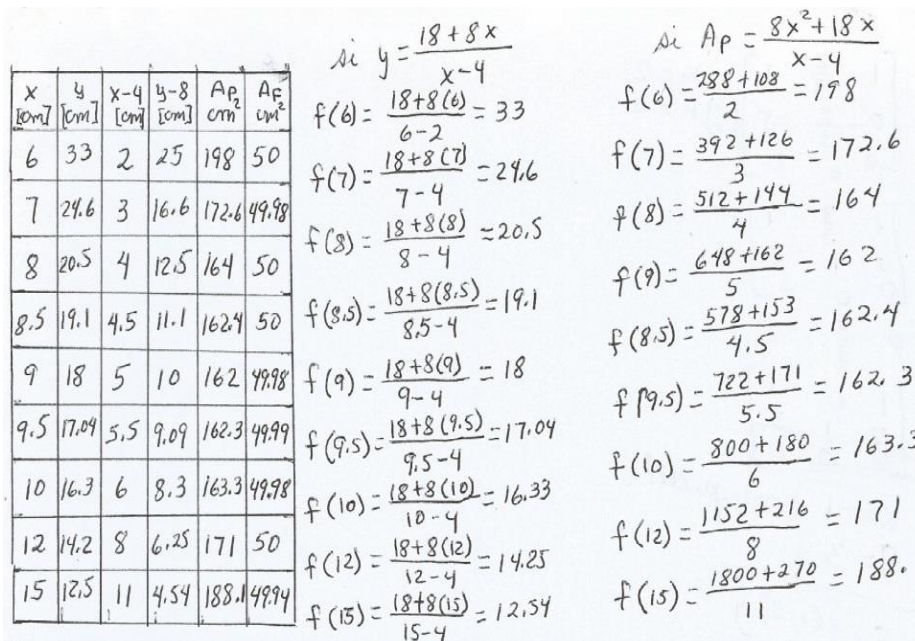 x [cm] y [cm] x-4 [cm] y-8 [cm] Ap cm² AF cm²
6 33 2 25 198 50
7 24.6 3 16.6 172.6 49.98
8 20.5 4 12.5 164 50
8.5 19.1 4.5 11.1 162.4 50
9 18 5 10 162 49.98
9.5 17.04 5.5 9.09 162.3 49.99
10 16.3 6 8.3 163.3 49.98
12 14.2 8 6.25 171 50
15 12.5 11 4.54 188.1 49.94
si y = 18+8x / x-4
f(6) = 18+8(6) / 6-2 = 33
f(7) = 18+8(7) / 7-4 = 24.6
f(8) = 18+8(8) / 8-4 = 20.5
f(8.5) = 18+8(8.5) / 8.5-4 = 19.1
f(9) = 18+8(9) / 9-4 = 18
f(9.5) = 18+8(9.5) / 9.5-4 = 17.04
f(10) = 18+8(10) / 10-4 = 16.33
f(12) = 18+8(12) / 12-4 = 14.25
f(15) = 18+8(15) / 15-4 = 12.54
si Ap = 8x²+18x / x-4
f(6) = 288+108 / 2 = 198
f(7) = 392+126 / 3 = 172.6
f(8) = 512+144 / 4 = 164
f(9) = 648+162 / 5 = 162
f(8.5) = 578+153 / 4.5 = 162.4
f(9.5) = 722+171 / 5.5 = 162.3
f(10) = 800+180 / 6 = 163.3
f(12) = 1152+216 / 8 = 171
f(15) = 1800+270 / 11 = 188.